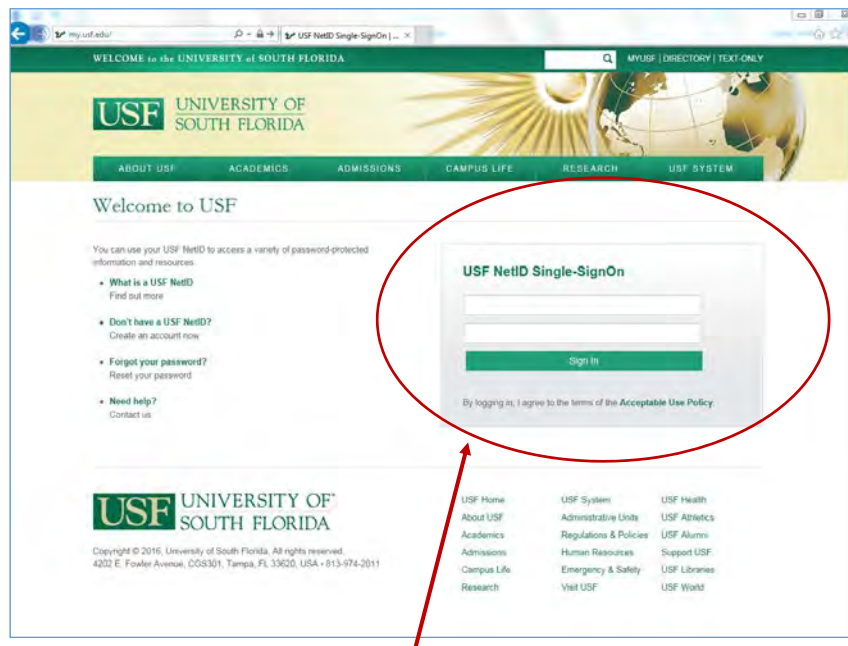 my.usf.edu/
USF NetID Single-SignOn | ...
WELCOME to the UNIVERSITY of SOUTH FLORIDA
MYUSF | DIRECTORY | TEXT-ONLY
USF UNIVERSITY OF
SOUTH FLORIDA
ABOUT USF ACADEMICS ADMISSIONS CAMPUS LIFE RESEARCH USF SYSTEM
Welcome to USF
You can use your USF NetID to access a variety of password-protected
information and resources.
• What is a USF NetID
Find out more
• Don't have a USF NetID?
Create an account now
• Forgot your password?
Reset your password
• Need help?
Contact us
USF NetID Single-SignOn
Sign In
By logging in, I agree to the terms of the Acceptable Use Policy
USF UNIVERSITY OF
SOUTH FLORIDA
Copyright © 2016, University of South Florida. All rights reserved.
4202 E. Fowler Avenue, CGS301, Tampa, FL 33620, USA • 813-974-2011
USF Home USF System USF Health
About USF Administrative Units USF Athletics
Academics Regulations & Policies USF Alumni
Admissions Human Resources Support USF
Campus Life Emergency & Safety USF Libraries
Research Visit USF USF World